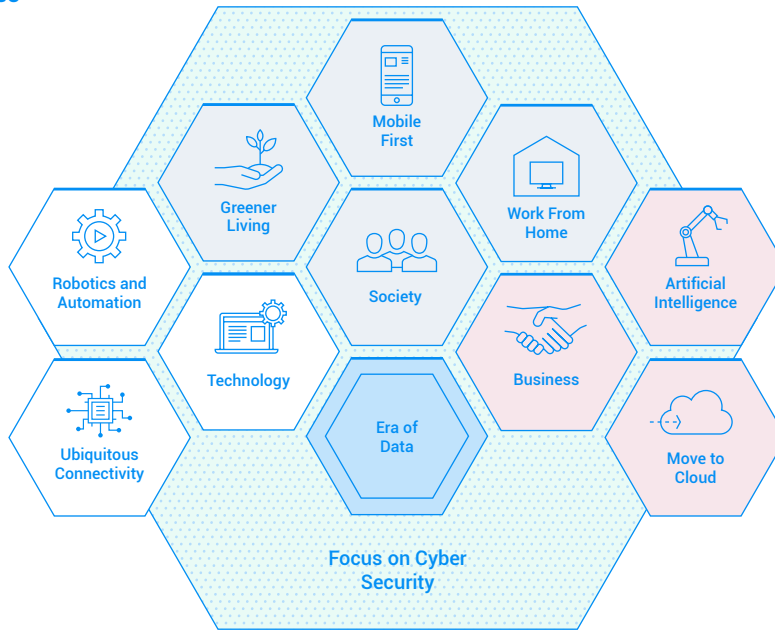 Mobile
First
Greener
Living
Work From
Home
Robotics and
Automation
Society
Artificial
Intelligence
Technology
Business
Era of
Data
Ubiquitous
Connectivity
Move to
Cloud
Focus on Cyber
Security